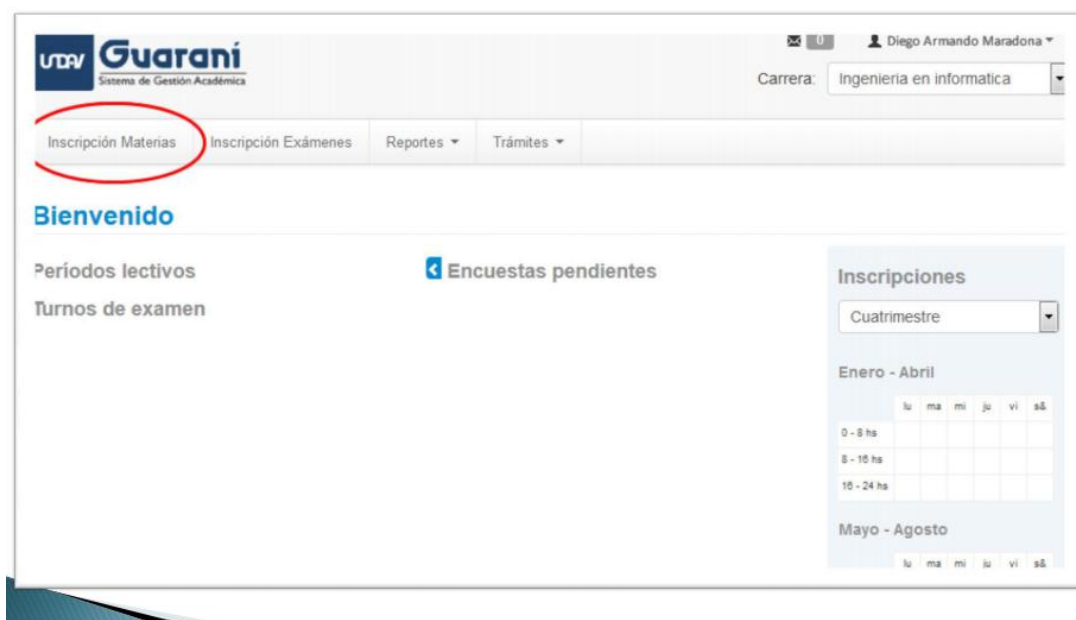 UNDAV Guaraní
Sistema de Gestión Académica
0 Diego Armando Maradona
Carrera: Ingenieria en informatica
Inscripción Materias Inscripción Exámenes Reportes Trámites
Bienvenido
Períodos lectivos
Turnos de examen
Encuestas pendientes
Inscripciones
Cuatrimestre
Enero - Abril
lu ma mi ju vi sá
0 - 8 hs
8 - 16 hs
16 - 24 hs
Mayo - Agosto
lu ma mi ju vi sá